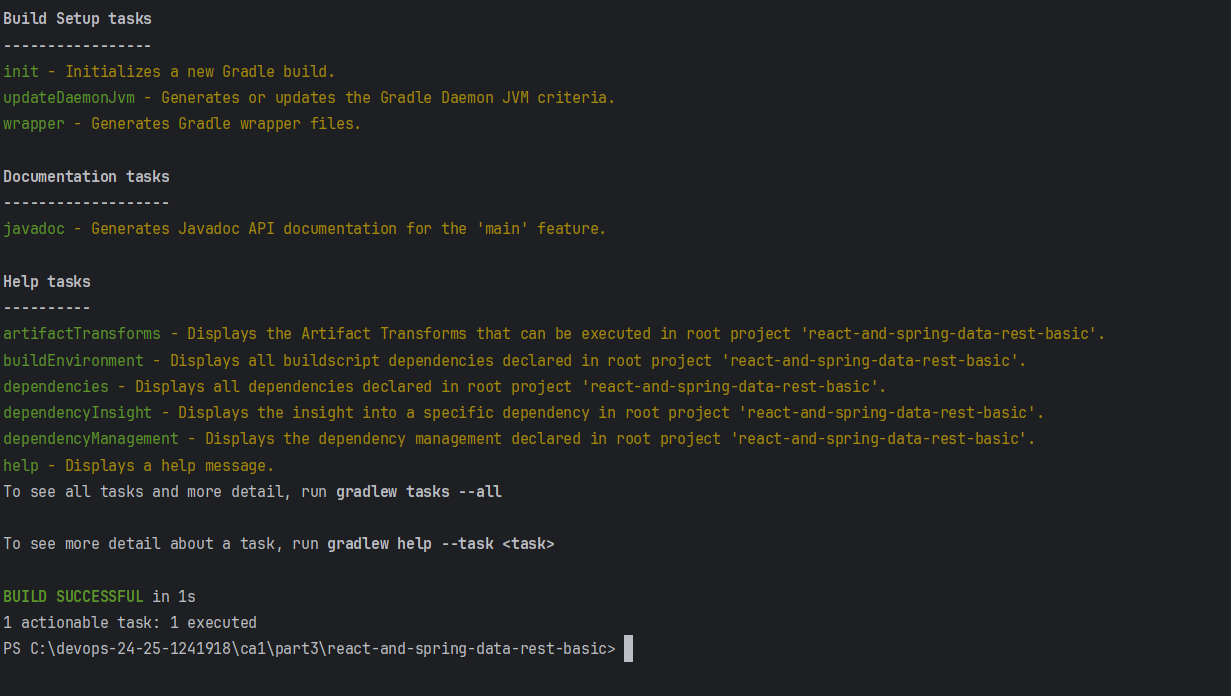 Build Setup tasks
-----------------
init - Initializes a new Gradle build.
updateDaemonJvm - Generates or updates the Gradle Daemon JVM criteria.
wrapper - Generates Gradle wrapper files.

Documentation tasks
-------------------
javadoc - Generates Javadoc API documentation for the 'main' feature.

Help tasks
----------
artifactTransforms - Displays the Artifact Transforms that can be executed in root project 'react-and-spring-data-rest-basic'.
buildEnvironment - Displays all buildscript dependencies declared in root project 'react-and-spring-data-rest-basic'.
dependencies - Displays all dependencies declared in root project 'react-and-spring-data-rest-basic'.
dependencyInsight - Displays the insight into a specific dependency in root project 'react-and-spring-data-rest-basic'.
dependencyManagement - Displays the dependency management declared in root project 'react-and-spring-data-rest-basic'.
help - Displays a help message.
To see all tasks and more detail, run gradlew tasks --all

To see more detail about a task, run gradlew help --task <task>

BUILD SUCCESSFUL in 1s
1 actionable task: 1 executed
PS C:\devops-24-25-1241918\ca1\part3\react-and-spring-data-rest-basic>